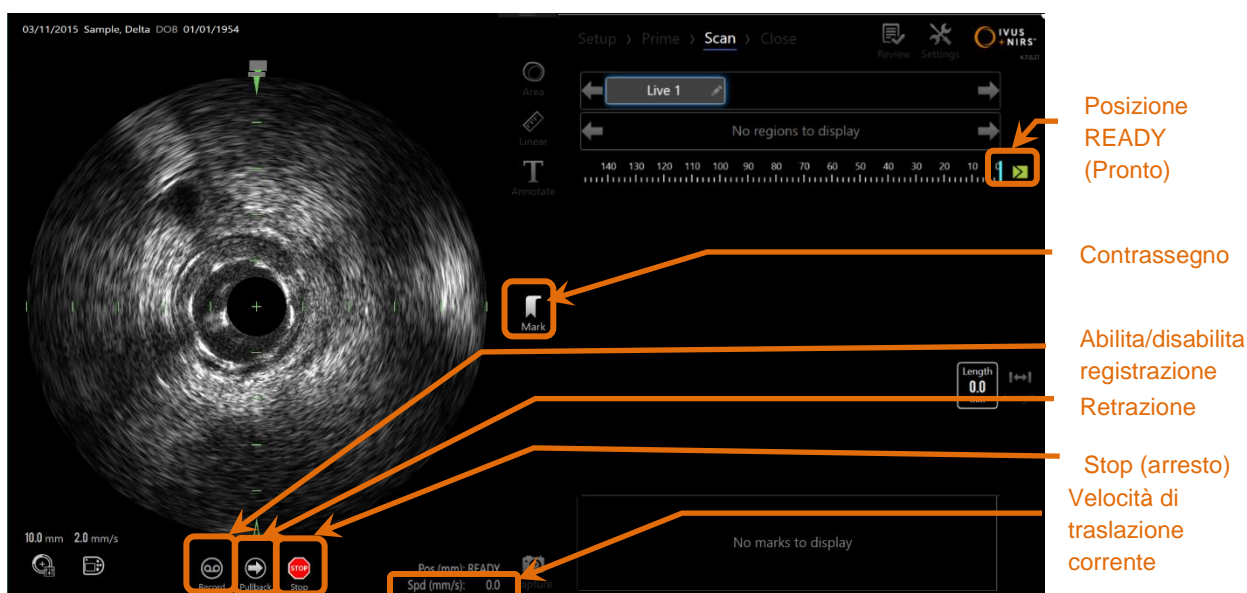 03/11/2015 Sample, Delta DOB 01/01/1954
Setup > Prime > Scan > Close
Review
Settings
IVUS
+NIRS
Area
Live 1
Linear
No regions to display
140 130 120 110 100 90 80 70 60 50 40 30 20 10 0
Annotate
Posizione
READY
(Pronto)
Contrassegno
Mark
Abilita/disabilita
registrazione
Length
0.0
Retrazione
Stop (arresto)
Velocità di
traslazione
corrente
10.0 mm 2.0 mm/s
No marks to display
STOP
Record
Pullback
Stop
Pos (mm): READY
Spd (mm/s): 0.0